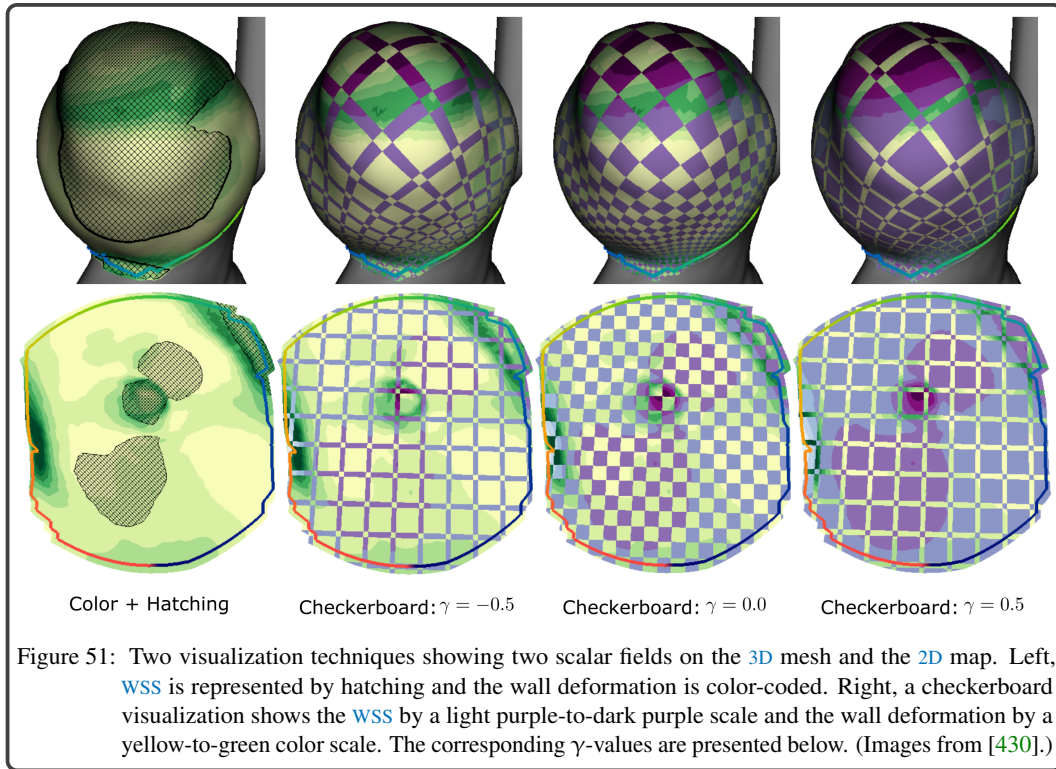 Color + Hatching
Checkerboard: γ = −0.5
Checkerboard: γ = 0.0
Checkerboard: γ = 0.5
Figure 51: Two visualization techniques showing two scalar fields on the 3D mesh and the 2D map. Left,
WSS is represented by hatching and the wall deformation is color-coded. Right, a checkerboard
visualization shows the WSS by a light purple-to-dark purple scale and the wall deformation by a
yellow-to-green color scale. The corresponding γ-values are presented below. (Images from [430].)